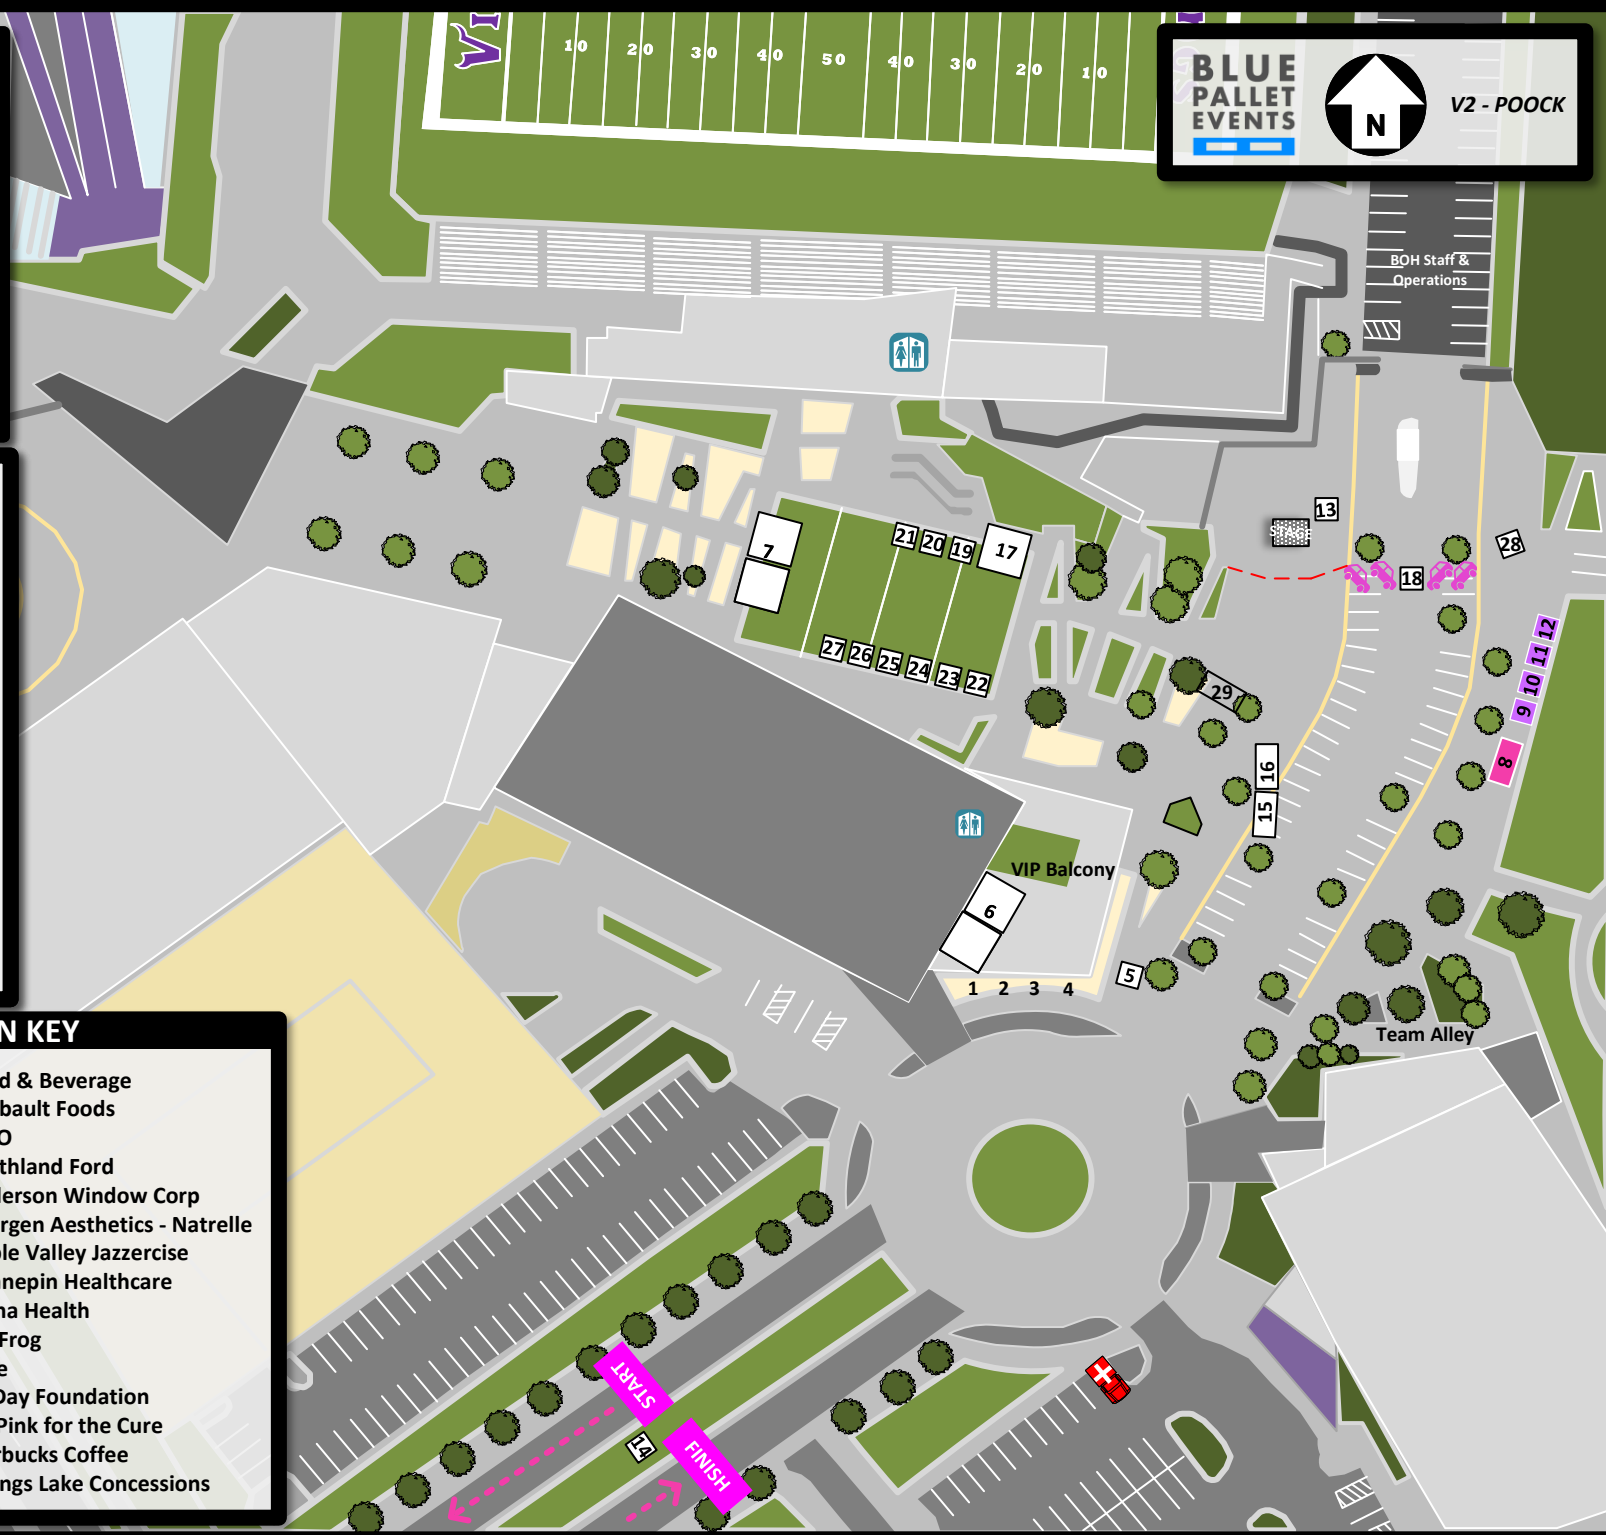 10 20 30 40 50 40 30 20 10
BLUE
PALLET
EVENTS
N
V2 - POOCK
BOH Staff &
Operations
13
STAGE
28
18
7
21 20 19 17
27 26 25 24 23 22
12
11
10
9
8
29
16
15
VIP Balcony
6
5
1 2 3 4
Team Alley
N KEY
d & Beverage
bault Foods
O
thland Ford
erson Window Corp
rgen Aesthetics - Natrelle
le Valley Jazzercise
nepin Healthcare
na Health
Frog
e
Day Foundation
Pink for the Cure
rbucks Coffee
ngs Lake Concessions
START
14
FINISH